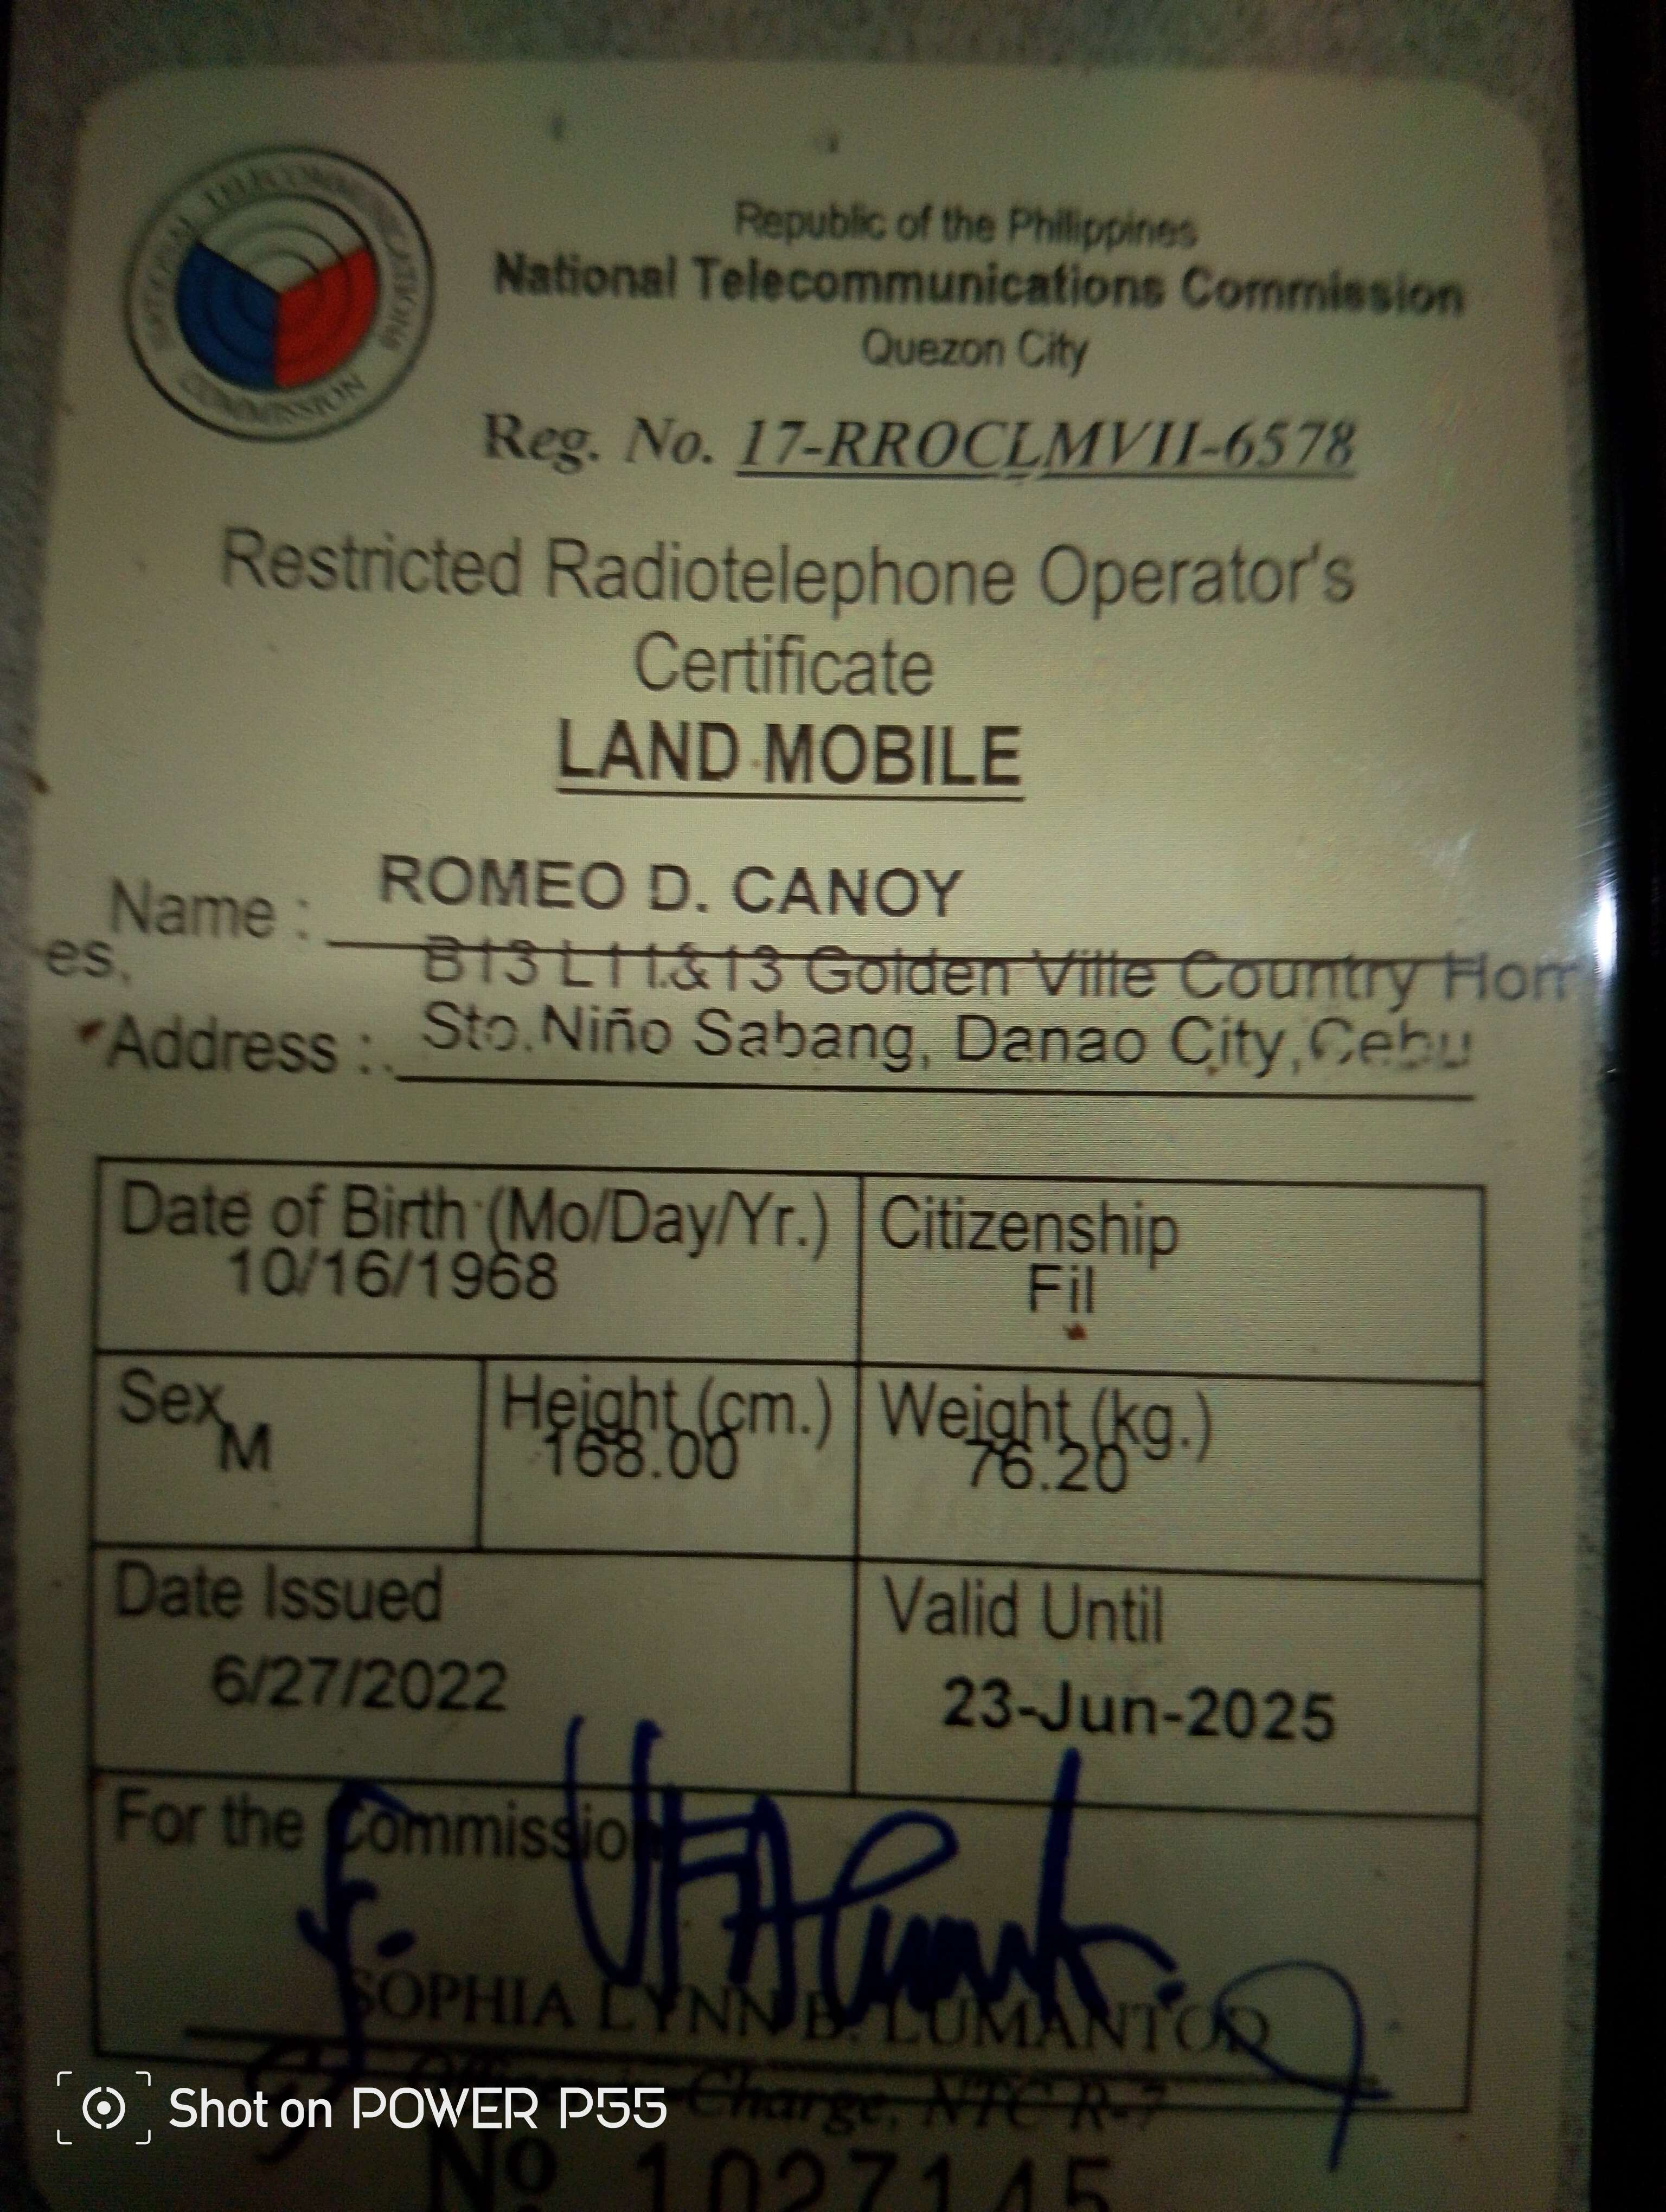 NATIONAL TELECOMMUNICATIONS COMMISSION
Republic of the Philippines
National Telecommunications Commission
Quezon City
Reg. No. 17-RROCLMVII-6578
Restricted Radiotelephone Operator's
Certificate
LAND MOBILE
Name : ROMEO D. CANOY
es, B13 L11&13 Golden Ville Country Hom
Address : Sto.Niño Sabang, Danao City,Cebu
Date of Birth (Mo/Day/Yr.) Citizenship
10/16/1968 Fil
Sex Height (cm.) Weight (kg.)
M 168.00 76.20
Date Issued Valid Until
6/27/2022 23-Jun-2025
For the Commission
SOPHIA LYNN B. LUMANTOD
Charge, NTC R-7
Nº 1027145
Shot on POWER P55